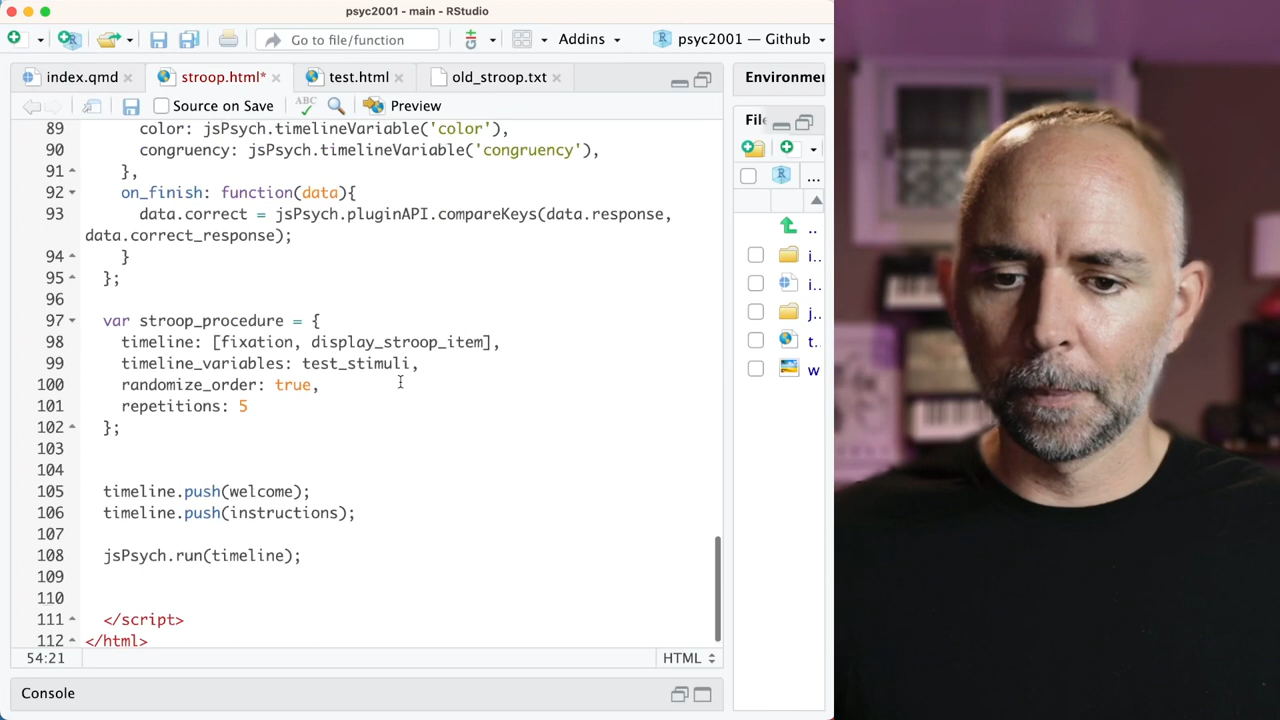 psyc2001 - main - RStudio
Go to file/function
Addins
psyc2001 — Github
index.qmd
stroop.html*
test.html
old_stroop.txt
Source on Save
ABC
Preview
Environmen
File
89 color: jsPsych.timelineVariable('color'),
90 congruency: jsPsych.timelineVariable('congruency'),
91 },
92 on_finish: function(data){
93 data.correct = jsPsych.pluginAPI.compareKeys(data.response,
data.correct_response);
94 }
95 };
96
97 var stroop_procedure = {
98 timeline: [fixation, display_stroop_item],
99 timeline_variables: test_stimuli,
100 randomize_order: true,
101 repetitions: 5
102 };
103
104
105 timeline.push(welcome);
106 timeline.push(instructions);
107
108 jsPsych.run(timeline);
109
110
111 </script>
112 </html>
...
..
i..
i..
j..
t..
w
54:21
HTML
Console